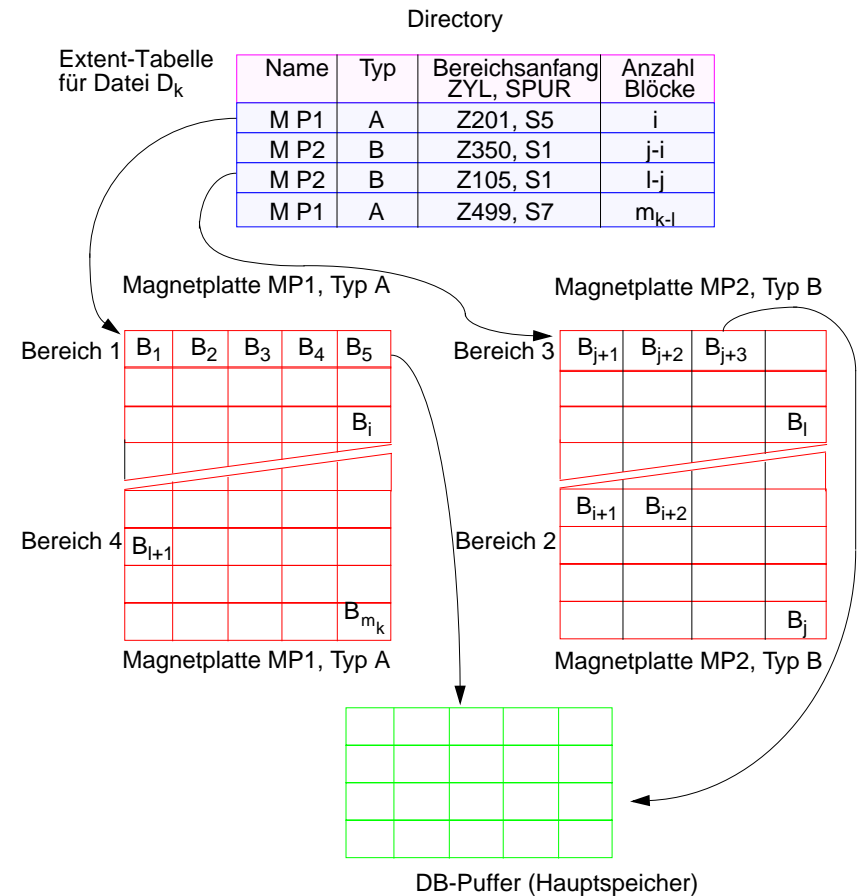 Directory
Extent-Tabelle
für Datei Dk
Name Typ Bereichsanfang Anzahl
ZYL, SPUR Blöcke
M P1 A Z201, S5 i
M P2 B Z350, S1 j-i
M P2 B Z105, S1 l-j
M P1 A Z499, S7 mk-l
Magnetplatte MP1, Typ A
Magnetplatte MP2, Typ B
Bereich 1 B1 B2 B3 B4 B5
Bi
Bereich 4 Bl+1
Bmk
Magnetplatte MP1, Typ A
Bereich 3 Bj+1 Bj+2 Bj+3
Bl
Bi+1 Bi+2
Bereich 2
Bj
Magnetplatte MP2, Typ B
DB-Puffer (Hauptspeicher)